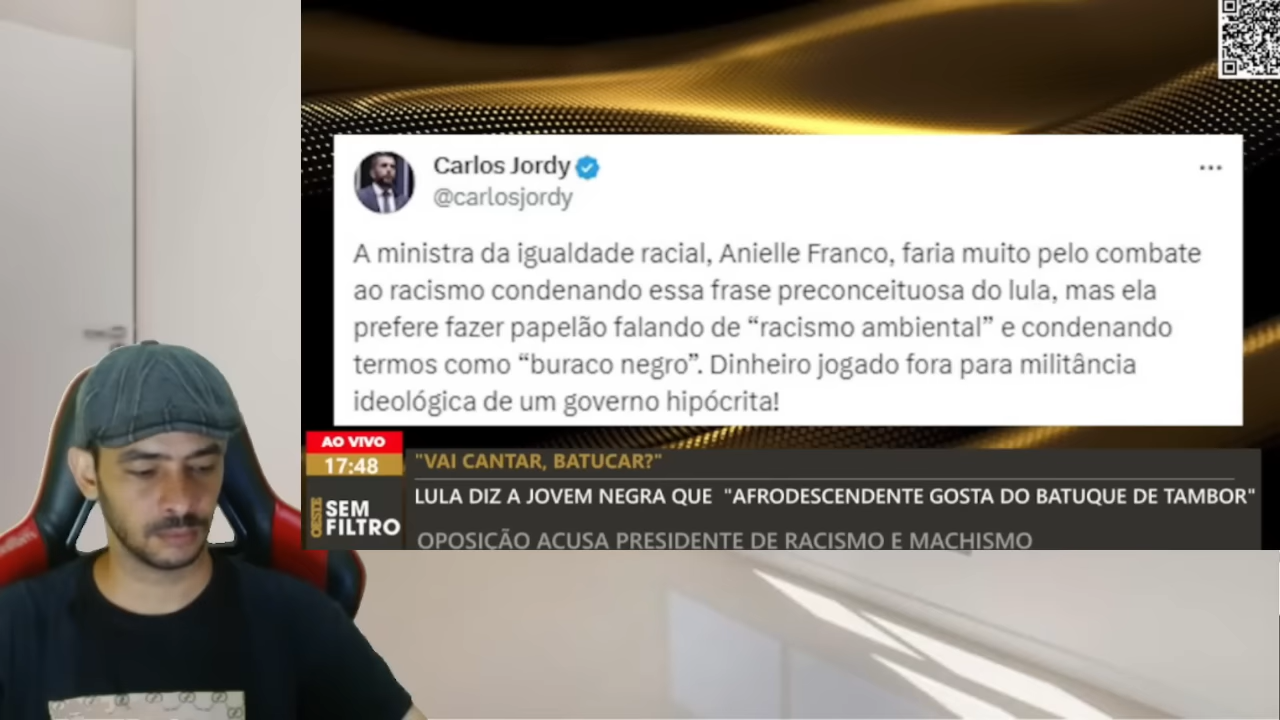 Carlos Jordy
@carlosjordy
A ministra da igualdade racial, Anielle Franco, faria muito pelo combate
ao racismo condenando essa frase preconceituosa do lula, mas ela
prefere fazer papelão falando de “racismo ambiental” e condenando
termos como “buraco negro”. Dinheiro jogado fora para militância
ideológica de um governo hipócrita!
AO VIVO
17:48
OESTE
SEM
FILTRO
"VAI CANTAR, BATUCAR?"
LULA DIZ A JOVEM NEGRA QUE "AFRODESCENDENTE GOSTA DO BATUQUE DE TAMBOR"
OPOSIÇÃO ACUSA PRESIDENTE DE RACISMO E MACHISMO